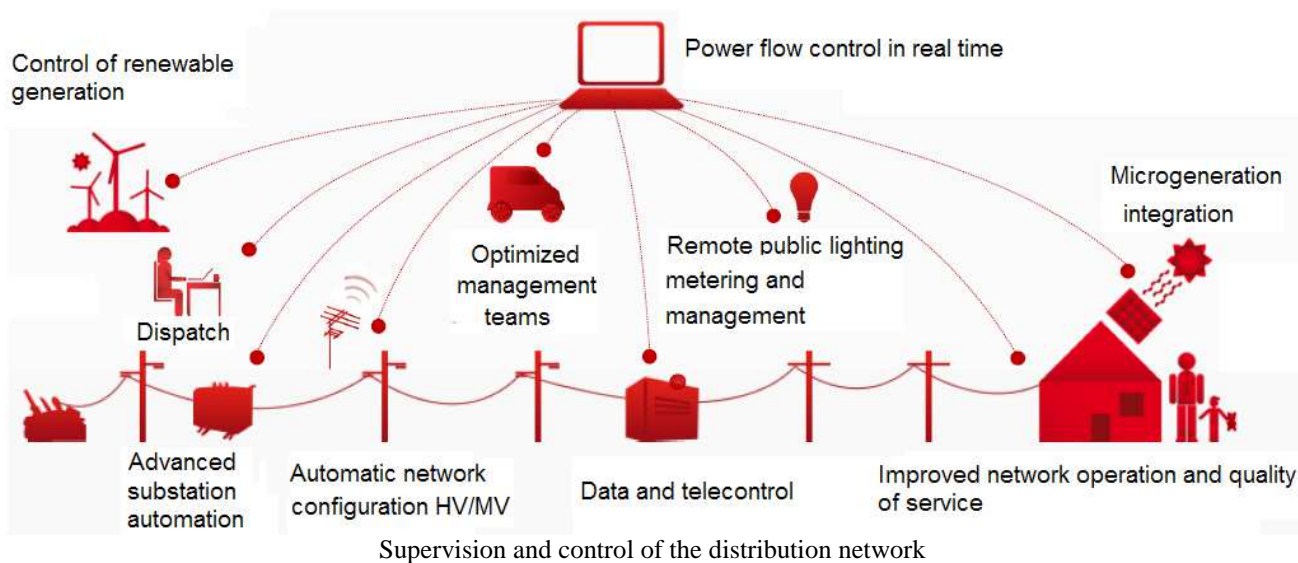 Power flow control in real time
Control of renewable
generation
Microgeneration
integration
Optimized
management
teams
Remote public lighting
metering and
management
Dispatch
Advanced
substation
automation
Automatic network
configuration HV/MV
Data and telecontrol
Improved network operation and quality
of service
Supervision and control of the distribution network